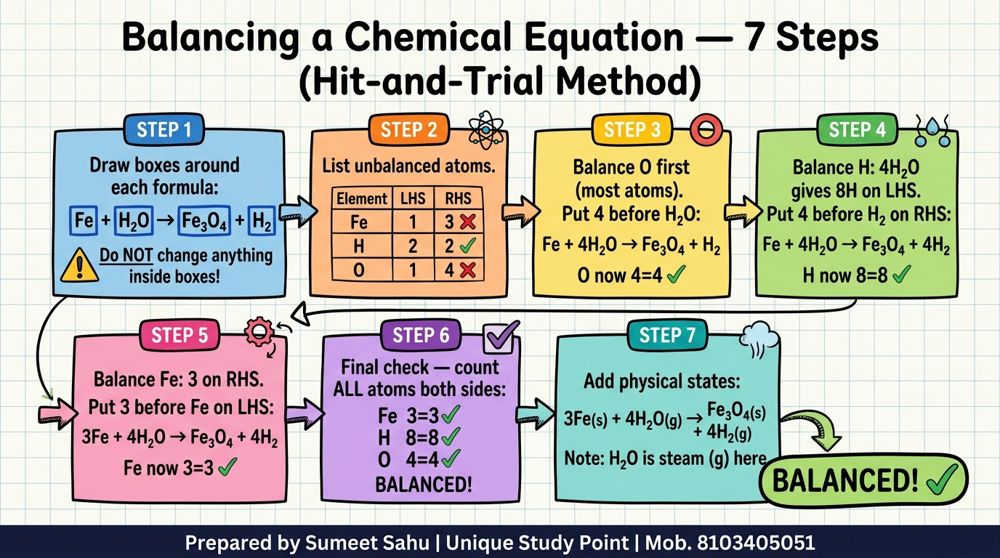 Balancing a Chemical Equation — 7 Steps
(Hit-and-Trial Method)
STEP 1
Draw boxes around
each formula:
Fe + H₂O → Fe₃O₄ + H₂
Do NOT change anything
inside boxes!
STEP 2
List unbalanced atoms.
Element LHS RHS
Fe 1 3 ❌
H 2 2 ✓
O 1 4 ❌
STEP 3
Balance O first
(most atoms).
Put 4 before H₂O:
Fe + 4H₂O → Fe₃O₄ + H₂
O now 4=4 ✓
STEP 4
Balance H: 4H₂O
gives 8H on LHS.
Put 4 before H₂ on RHS:
Fe + 4H₂O → Fe₃O₄ + 4H₂
H now 8=8 ✓
STEP 5
Balance Fe: 3 on RHS.
Put 3 before Fe on LHS:
3Fe + 4H₂O → Fe₃O₄ + 4H₂
Fe now 3=3 ✓
STEP 6
Final check — count
ALL atoms both sides:
Fe 3=3 ✓
H 8=8 ✓
O 4=4 ✓
BALANCED!
STEP 7
Add physical states:
3Fe(s) + 4H₂O(g) → Fe₃O₄(s)
+ 4H₂(g)
Note: H₂O is steam (g) here.
BALANCED! ✓
Prepared by Sumeet Sahu | Unique Study Point | Mob. 8103405051